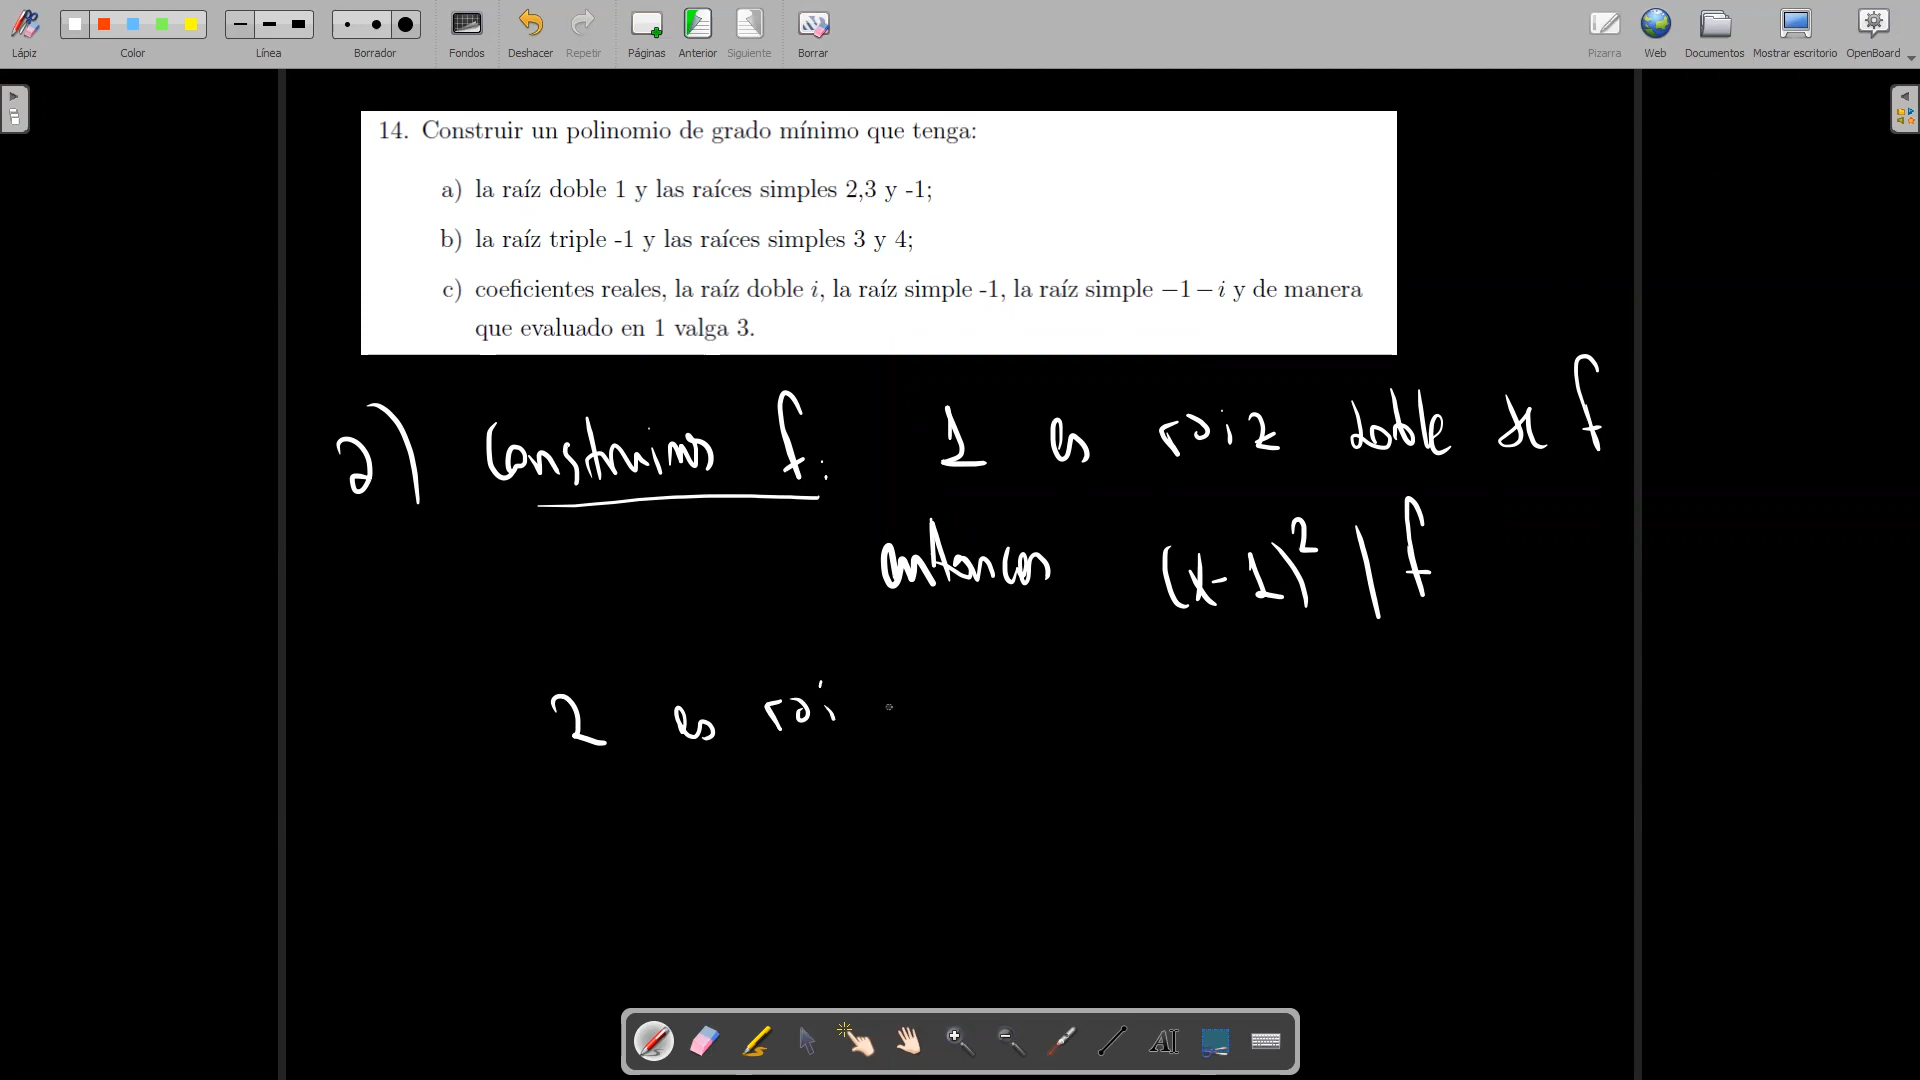 Lápiz Color Línea Borrador Fondos Deshacer Repetir Páginas Anterior Siguiente Borrar Pizarra Web Documentos Mostrar escritorio OpenBoard
14. Construir un polinomio de grado mínimo que tenga:
a) la raíz doble 1 y las raíces simples 2,3 y -1;
b) la raíz triple -1 y las raíces simples 3 y 4;
c) coeficientes reales, la raíz doble i, la raíz simple -1, la raíz simple −1−i y de manera
que evaluado en 1 valga 3.
a) Construimos f: 1 es raiz doble de f
entonces (x-1)² | f
2 es rai
AI